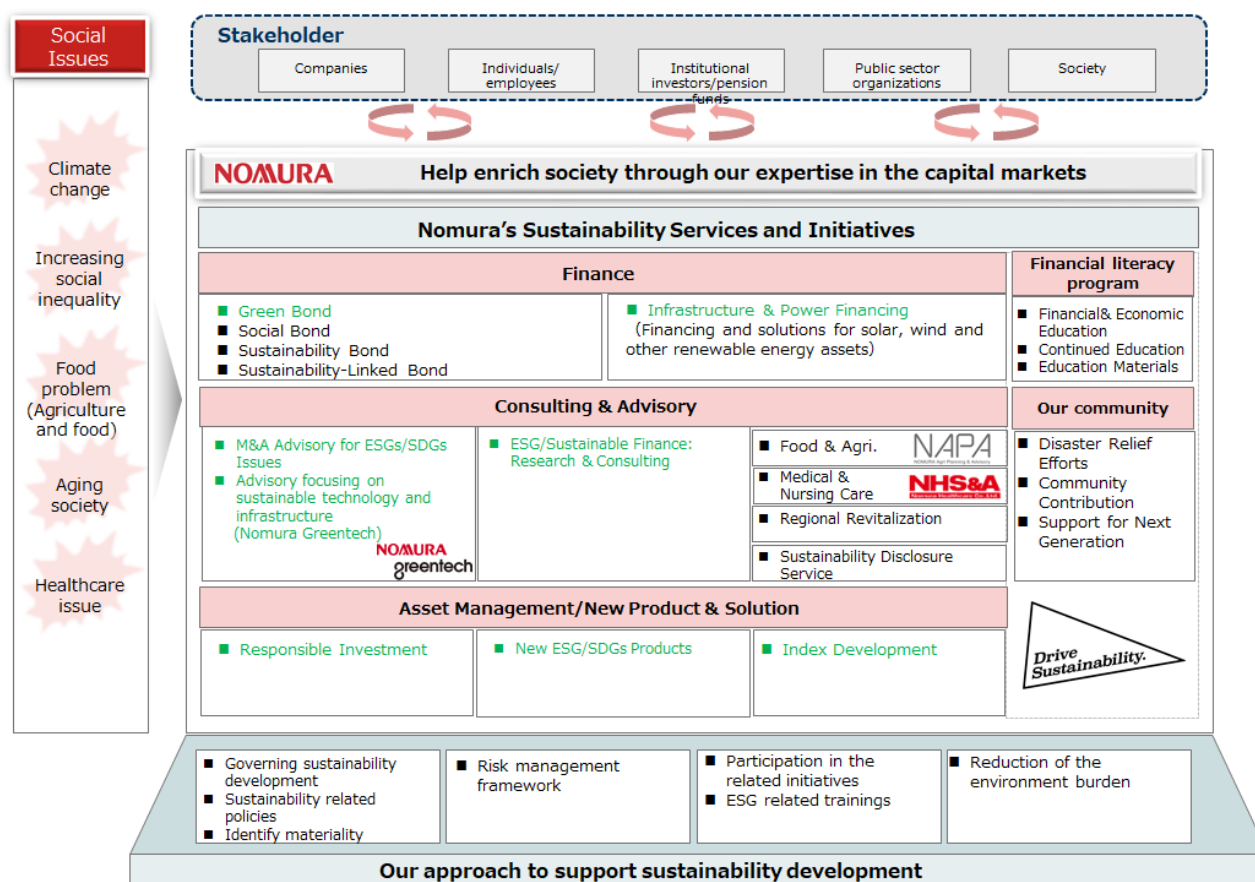 Social
Issues
Climate
change
Increasing
social
inequality
Food
problem
(Agriculture
and food)
Aging
society
Healthcare
issue
Stakeholder
Companies
Individuals/
employees
Institutional
investors/pension
funds
Public sector
organizations
Society
NOMURA
Help enrich society through our expertise in the capital markets
Nomura's Sustainability Services and Initiatives
Finance
■ Green Bond
■ Social Bond
■ Sustainability Bond
■ Sustainability-Linked Bond
■ Infrastructure & Power Financing
(Financing and solutions for solar, wind and
other renewable energy assets)
Financial literacy
program
■ Financial& Economic
Education
■ Continued Education
■ Education Materials
Consulting & Advisory
■ M&A Advisory for ESGs/SDGs
Issues
■ Advisory focusing on
sustainable technology and
infrastructure
(Nomura Greentech)
NOMURA
greentech
■ ESG/Sustainable Finance:
Research & Consulting
■ Food & Agri.
NAPA
NOMURA Agri Planning & Advisory
■ Medical &
Nursing Care
NHS&A
Nomura Healthcare Co.,Ltd.
■ Regional Revitalization
■ Sustainability Disclosure
Service
Our community
■ Disaster Relief
Efforts
■ Community
Contribution
■ Support for Next
Generation
Asset Management/New Product & Solution
■ Responsible Investment
■ New ESG/SDGs Products
■ Index Development
Drive
Sustainability.
■ Governing sustainability
development
■ Sustainability related
policies
■ Identify materiality
■ Risk management
framework
■ Participation in the
related initiatives
■ ESG related trainings
■ Reduction of the
environment burden
Our approach to support sustainability development